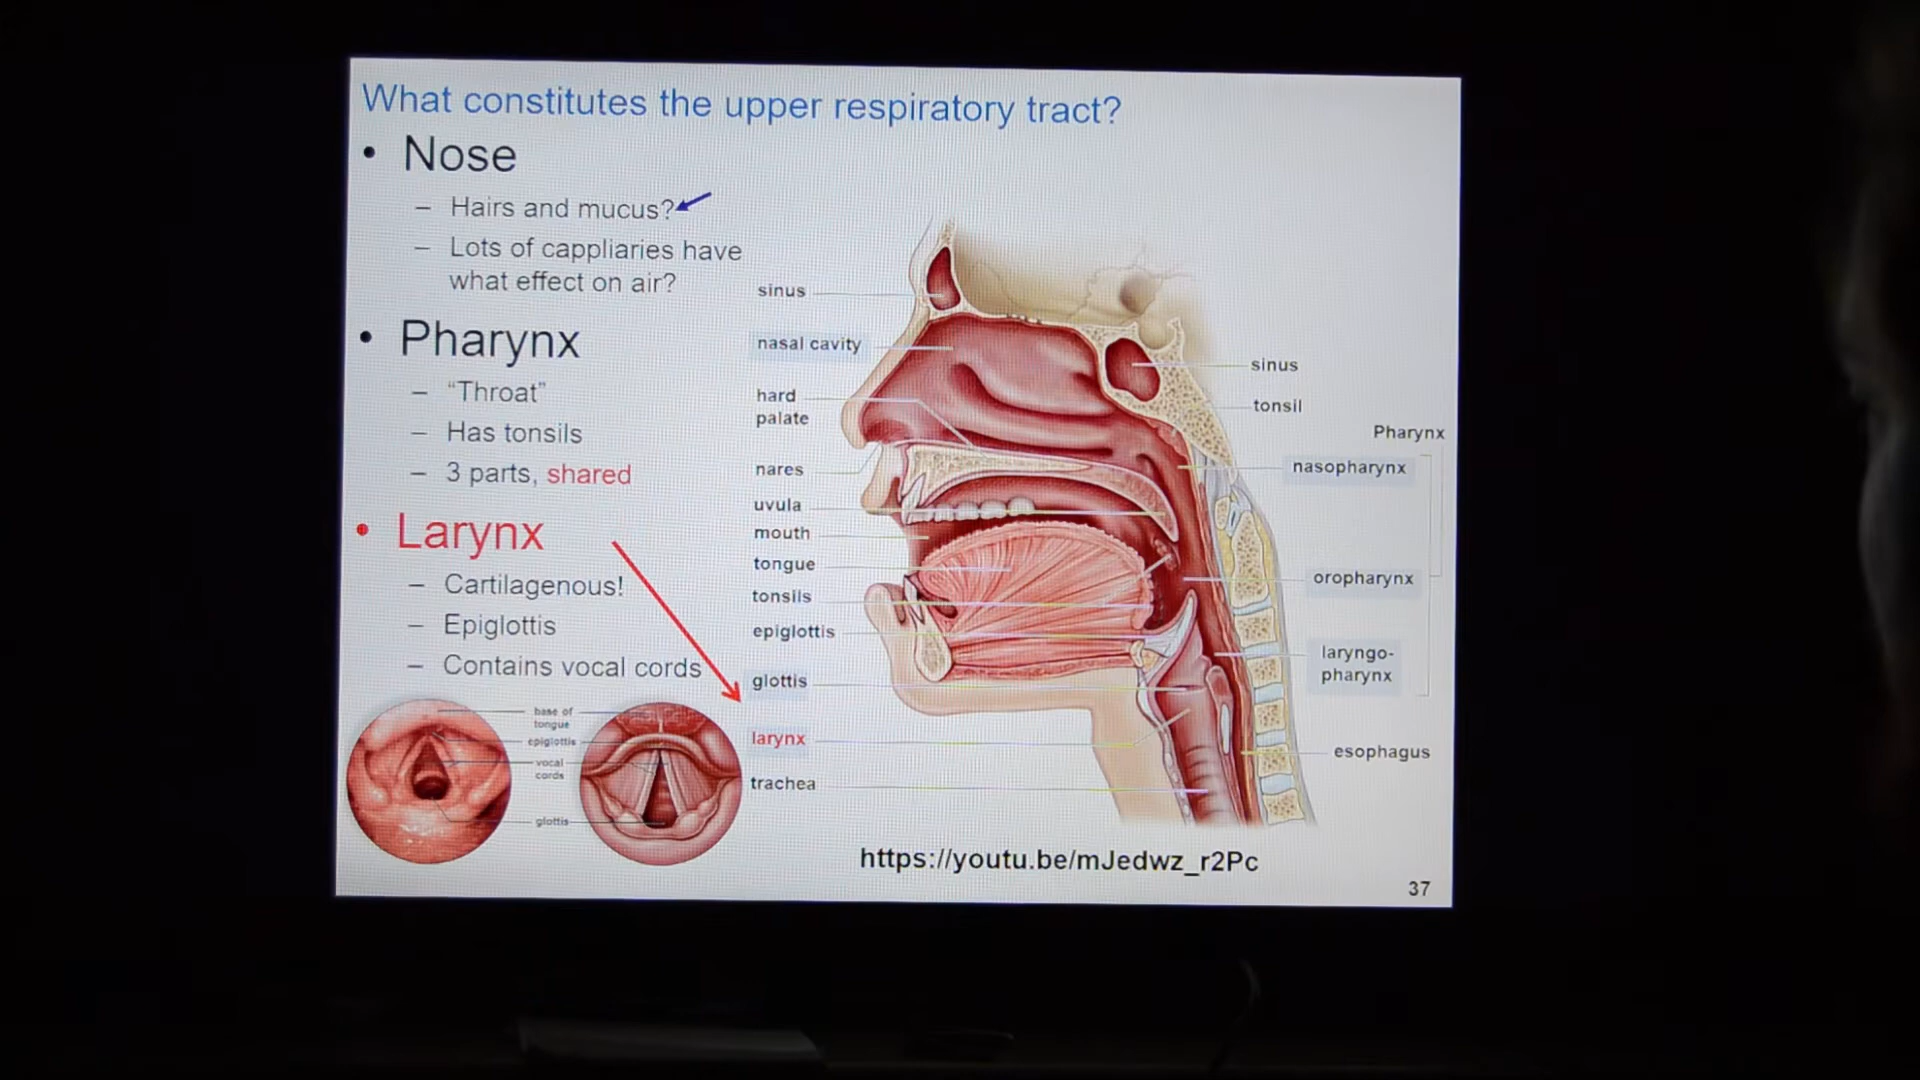 What constitutes the upper respiratory tract?
• Nose
– Hairs and mucus?
– Lots of cappliaries have
what effect on air?
• Pharynx
– “Throat”
– Has tonsils
– 3 parts, shared
• Larynx
– Cartilagenous!
– Epiglottis
– Contains vocal cords
base of
tongue
epiglottis
vocal
cords
glottis
sinus
nasal cavity
hard
palate
nares
uvula
mouth
tongue
tonsils
epiglottis
glottis
larynx
trachea
sinus
tonsil
Pharynx
nasopharynx
oropharynx
laryngo-
pharynx
esophagus
https://youtu.be/mJedwz_r2Pc
37